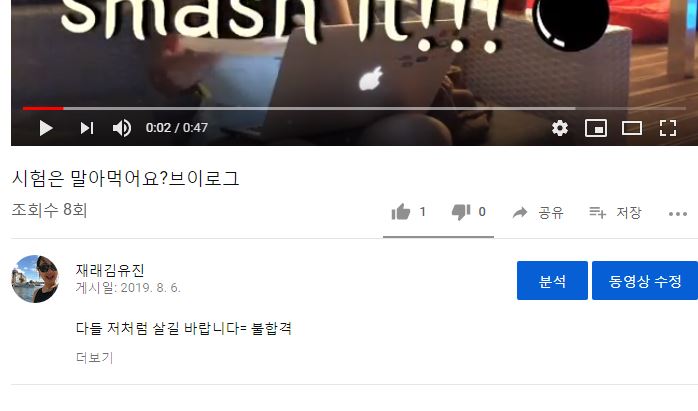 smash it!!!
0:02 / 0:47
시험은 말아먹어요?브이로그
조회수 8회
1
0
공유
저장
재래김유진
게시일: 2019. 8. 6.
분석
동영상 수정
다들 저처럼 살길 바랍니다= 불합격
더보기